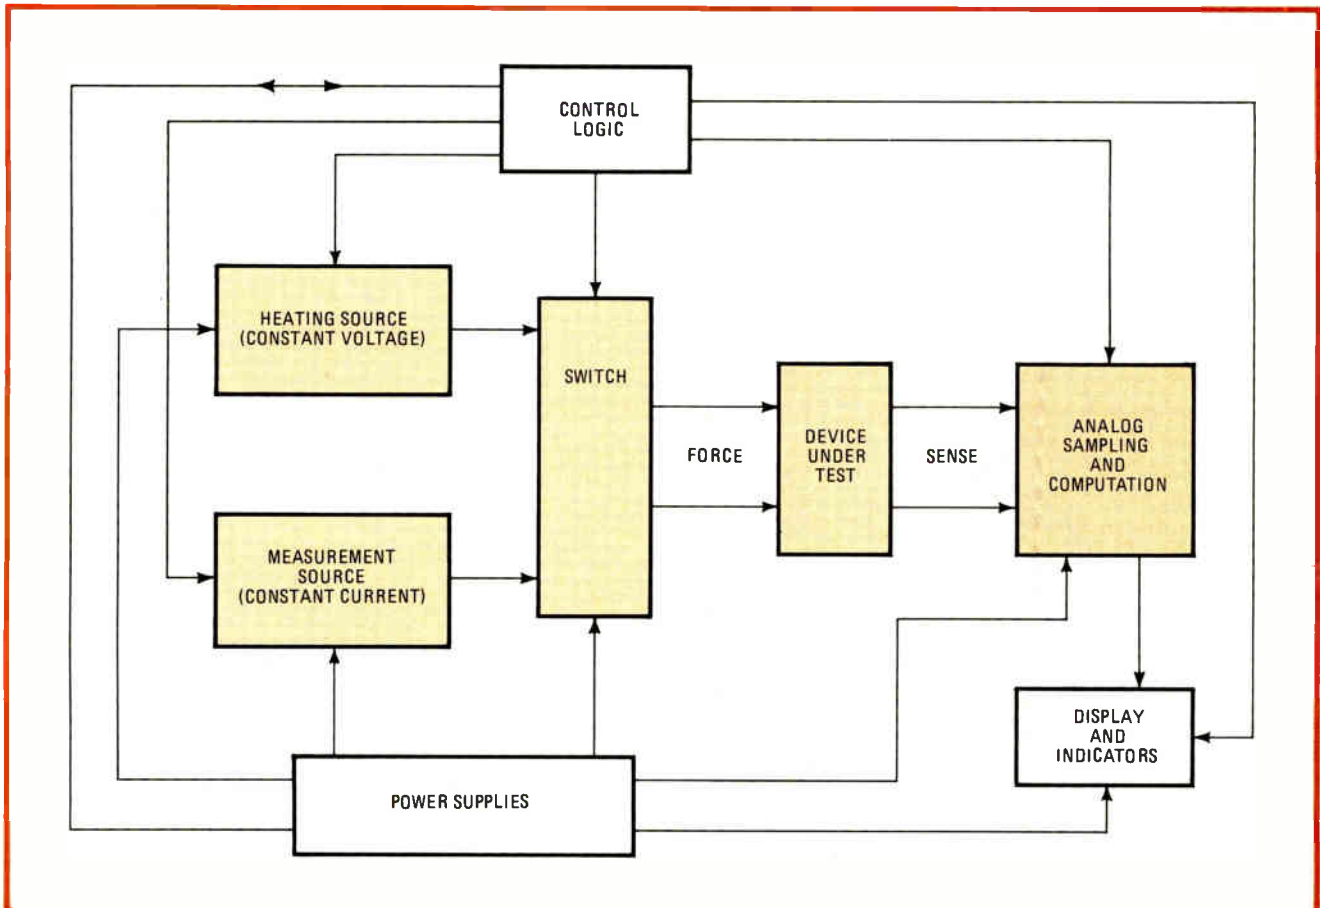 CONTROL
LOGIC
HEATING SOURCE
(CONSTANT VOLTAGE)
SWITCH
FORCE
DEVICE
UNDER
TEST
SENSE
ANALOG
SAMPLING
AND
COMPUTATION
MEASUREMENT
SOURCE
(CONSTANT CURRENT)
DISPLAY
AND
INDICATORS
POWER SUPPLIES